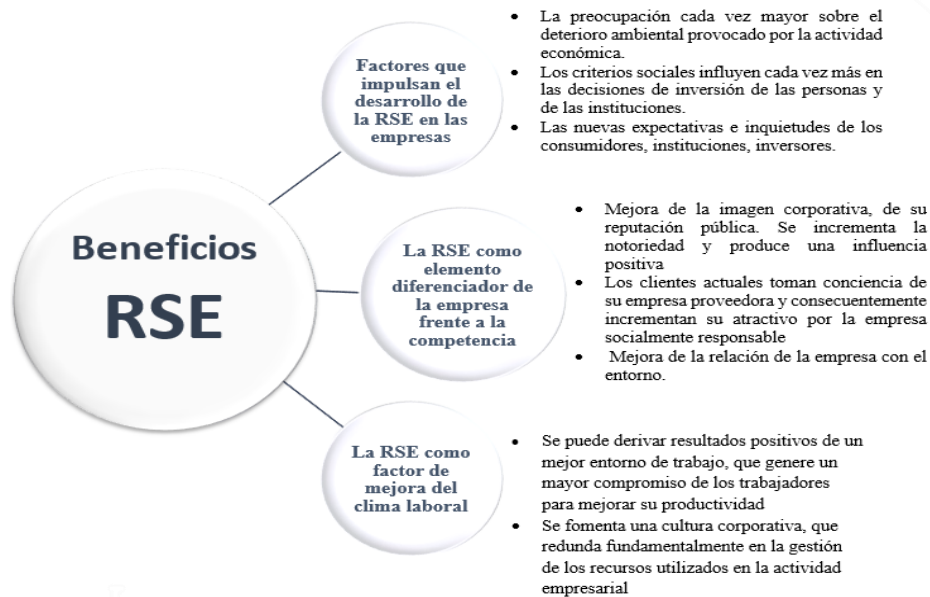 Beneficios
RSE
Factores que
impulsan el
desarrollo de
la RSE en las
empresas
• La preocupación cada vez mayor sobre el
deterioro ambiental provocado por la actividad
económica.
• Los criterios sociales influyen cada vez más en
las decisiones de inversión de las personas y
de las instituciones.
• Las nuevas expectativas e inquietudes de los
consumidores, instituciones, inversores.
La RSE como
elemento
diferenciador de
la empresa
frente a la
competencia
• Mejora de la imagen corporativa, de su
reputación pública. Se incrementa la
notoriedad y produce una influencia
positiva
• Los clientes actuales toman conciencia de
su empresa proveedora y consecuentemente
incrementan su atractivo por la empresa
socialmente responsable
• Mejora de la relación de la empresa con el
entorno.
La RSE como
factor de
mejora del
clima laboral
• Se puede derivar resultados positivos de un
mejor entorno de trabajo, que genere un
mayor compromiso de los trabajadores
para mejorar su productividad
• Se fomenta una cultura corporativa, que
redunda fundamentalmente en la gestión
de los recursos utilizados en la actividad
empresarial